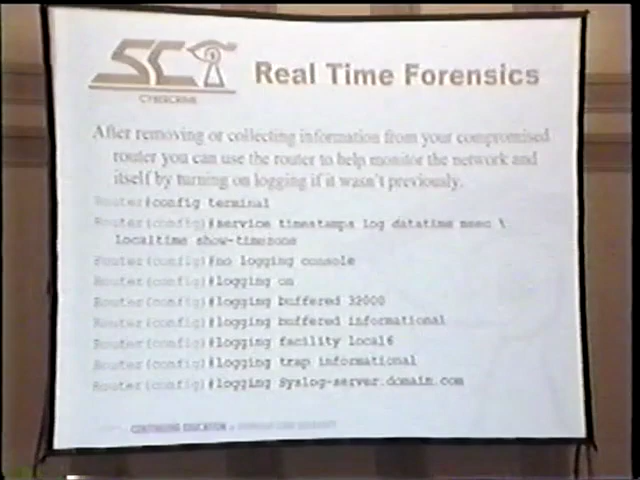 SCI
CYBERCRIME
Real Time Forensics
After removing or collecting information from your compromised
router you can use the router to help monitor the network and
itself by turning on logging if it wasn't previously.
Router#config terminal
Router(config)#service timestamps log datatime msec \
localtime show-timezone
Router(config)#no logging console
Router(config)#logging on
Router(config)#logging buffered 32000
Router(config)#logging buffered informational
Router(config)#logging facility local6
Router(config)#logging trap informational
Router(config)#logging Syslog-server.domain.com
CONTINUING EDUCATION